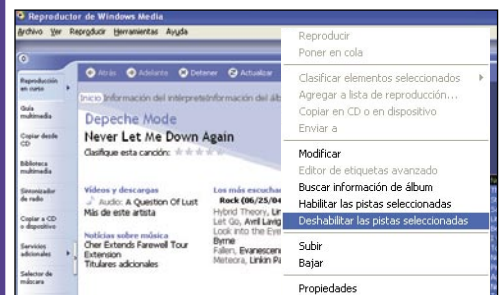 Reproductor de Windows Media
Archivo Ver Reproducir Herramientas Ayuda
Atrás Adelante Detener Actualizar
Inicio Información del intérprete Información del álb
Depeche Mode
Never Let Me Down Again
Clasifique esta canción:
Reproducción en curso
Guía multimedia
Copiar desde CD
Biblioteca multimedia
Sintonizador de radio
Copiar a CD o dispositivo
Servicios adicionales
Selector de máscara
Vídeos y descargas
Audio: A Question Of Lust
Más de este artista
Noticias sobre música
Cher Extends Farewell Tour
Extension
Titulares adicionales
Los más escucha
Rock (06/25/04
Hybrid Theory, Lin
Let Go, Avril Lavig
Look into the Eye
Byrne
Fallen, Evanescen
Meteora, Linkin Pa
Reproducir
Poner en cola
Clasificar elementos seleccionados
Agregar a lista de reproducción...
Copiar en CD o en dispositivo
Enviar a
Modificar
Editor de etiquetas avanzado
Buscar información de álbum
Habilitar las pistas seleccionadas
Deshabilitar las pistas seleccionadas
Subir
Bajar
Propiedades